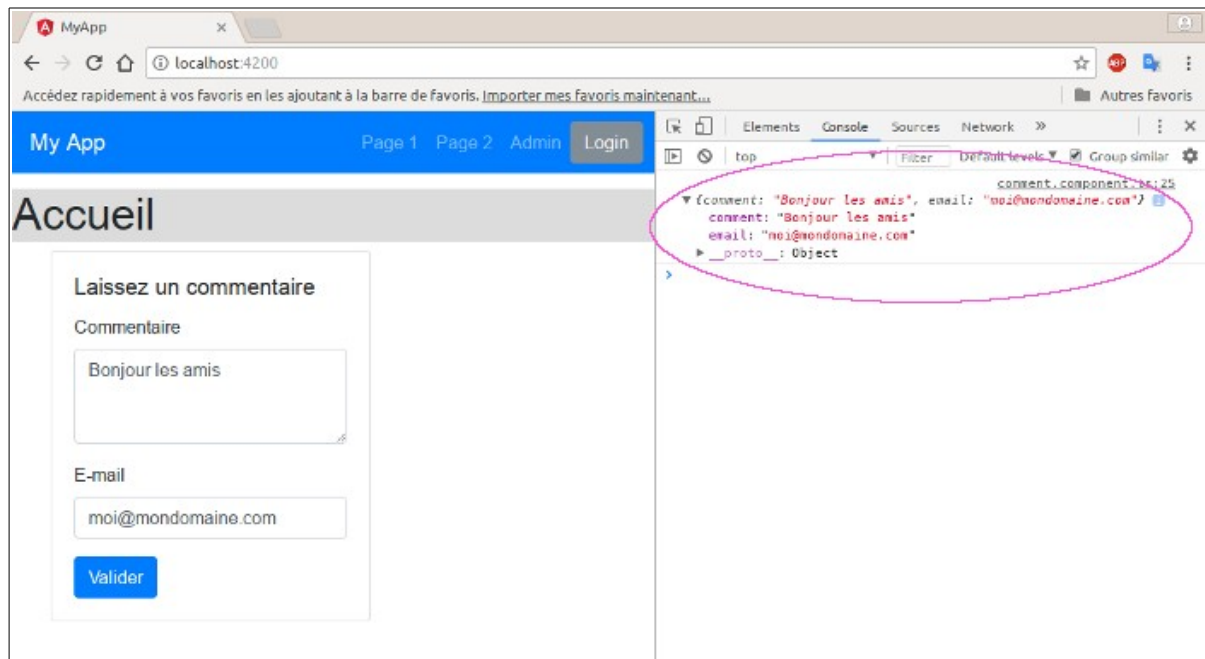 MyApp
localhost:4200
ABP
Accédez rapidement à vos favoris en les ajoutant à la barre de favoris. Importer mes favoris maintenant...
Autres favoris
My App
Page 1 Page 2 Admin Login
Accueil
Laissez un commentaire
Commentaire
Bonjour les amis
E-mail
moi@mondomaine.com
Valider
Elements Console Sources Network »
top Filter Default levels Group similar
comment.component.ts:25
{comment: "Bonjour les amis", email: "moi@mondomaine.com"}
comment: "Bonjour les amis"
email: "moi@mondomaine.com"
__proto__: Object